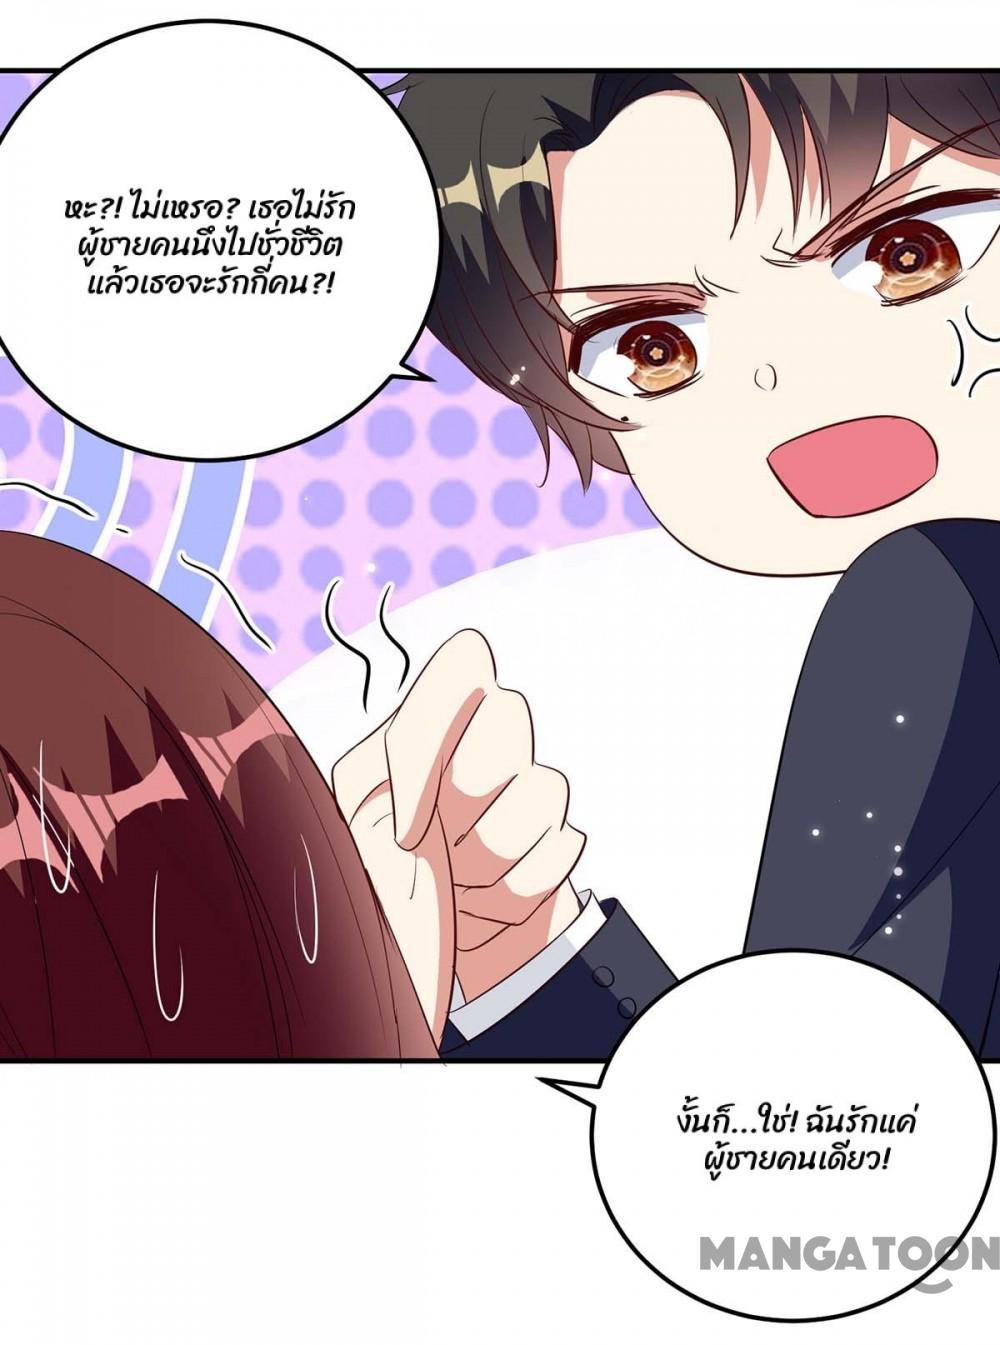 หะ?! ไม่เหรอ? เธอไม่รัก
ผู้ชายคนนึงไปชั่วชีวิต
แล้วเธอจะรักกี่คน?!
งั้นก็...ใช่! ฉันรักแค่
ผู้ชายคนเดียว!
MANGATOON